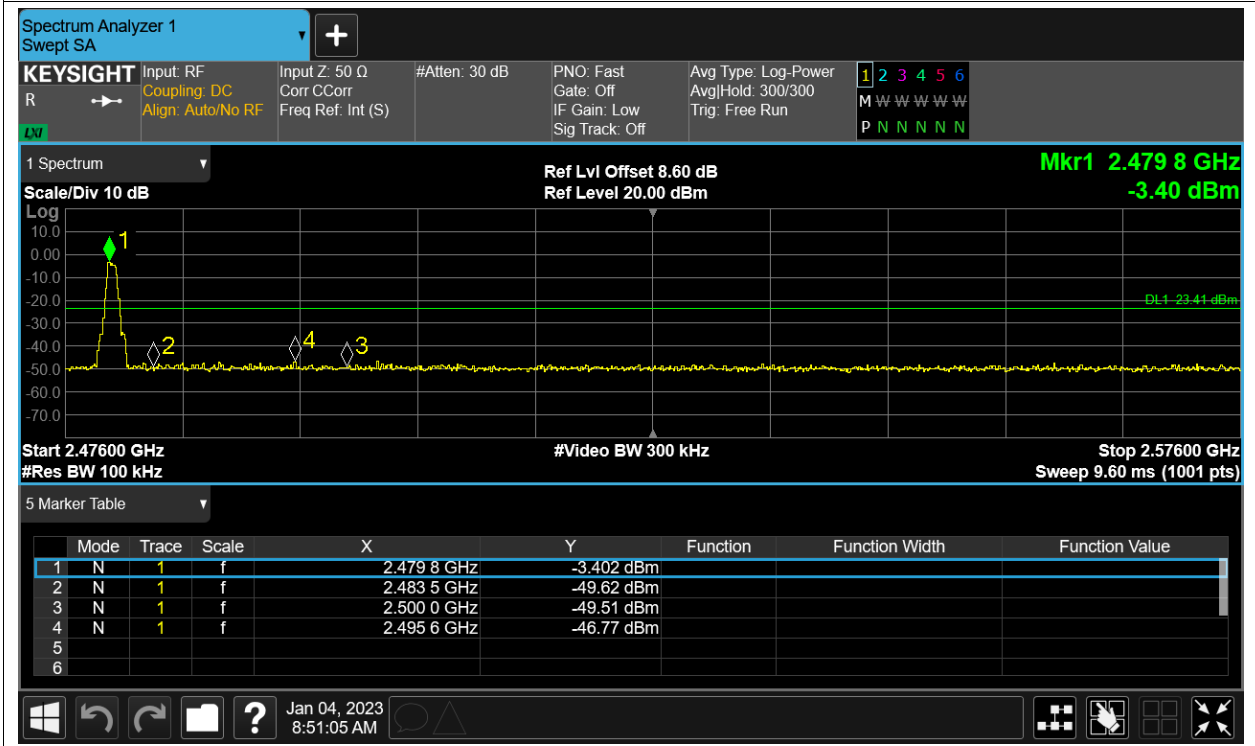 Spectrum Analyzer 1
Swept SA
+
KEYSIGHT
R
LXI
Input: RF
Coupling: DC
Align: Auto/No RF
Input Z: 50 Ω
Corr CCorr
Freq Ref: Int (S)
#Atten: 30 dB
PNO: Fast
Gate: Off
IF Gain: Low
Sig Track: Off
Avg Type: Log-Power
Avg|Hold: 300/300
Trig: Free Run
1 2 3 4 5 6
M W W W W W
P N N N N N
1 Spectrum
Scale/Div 10 dB
Ref Lvl Offset 8.60 dB
Ref Level 20.00 dBm
Mkr1 2.479 8 GHz
-3.40 dBm
Log
10.0
0.00
-10.0
-20.0
-30.0
-40.0
-50.0
-60.0
-70.0
1
2
4
3
DL1 -23.41 dBm
Start 2.47600 GHz
#Video BW 300 kHz
Stop 2.57600 GHz
#Res BW 100 kHz
Sweep 9.60 ms (1001 pts)
5 Marker Table
Mode Trace Scale X Y Function Function Width Function Value
1 N 1 f 2.479 8 GHz -3.402 dBm
2 N 1 f 2.483 5 GHz -49.62 dBm
3 N 1 f 2.500 0 GHz -49.51 dBm
4 N 1 f 2.495 6 GHz -46.77 dBm
5
6
?
Jan 04, 2023
8:51:05 AM